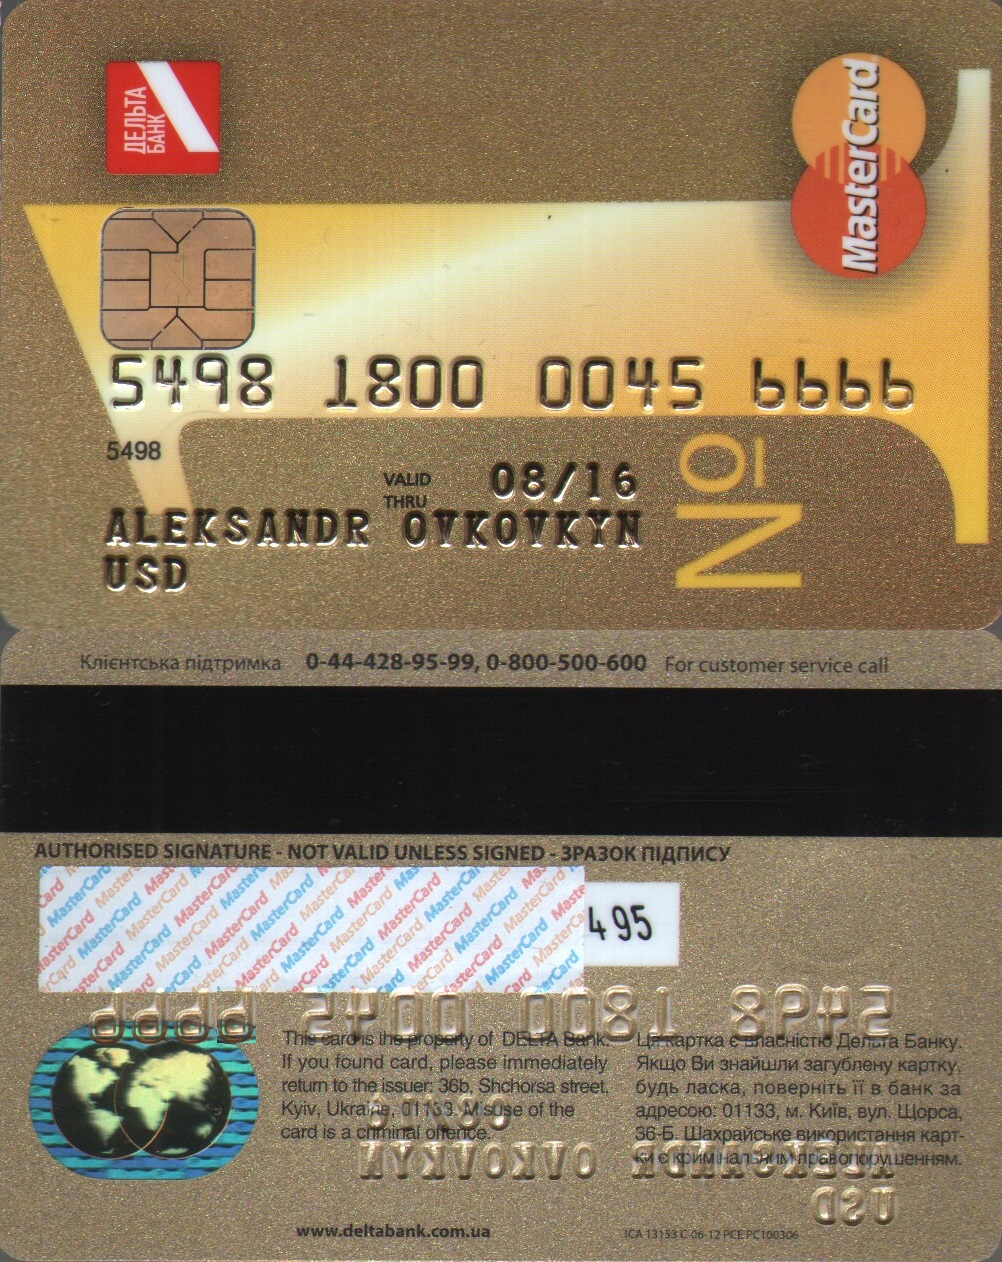 ДЕЛЬТА
БАНК
MasterCard
5498 1800 0045 6666
5498
VALID
THRU
08/16
ALEKSANDR OVKOVKYN
USD
№
Клієнтська підтримка 0-44-428-95-99, 0-800-500-600 For customer service call
AUTHORISED SIGNATURE - NOT VALID UNLESS SIGNED - ЗРАЗОК ПІДПИСУ
MasterCard
495
This card is the property of DELTA Bank.
If you found card, please immediately
return to the issuer: 36b, Shchorsa street,
Kyiv, Ukraine, 01133. Misuse of the
card is a criminal offence.
Ця картка є власністю Дельта Банку.
Якщо Ви знайшли загублену картку,
будь ласка, поверніть її в банк за
адресою: 01133, м. Київ, вул. Щорса,
36-Б. Шахрайське використання карт-
ки є кримінальним правопорушенням.
www.deltabank.com.ua
ICA 13153 C-06-12 PCE PC100306